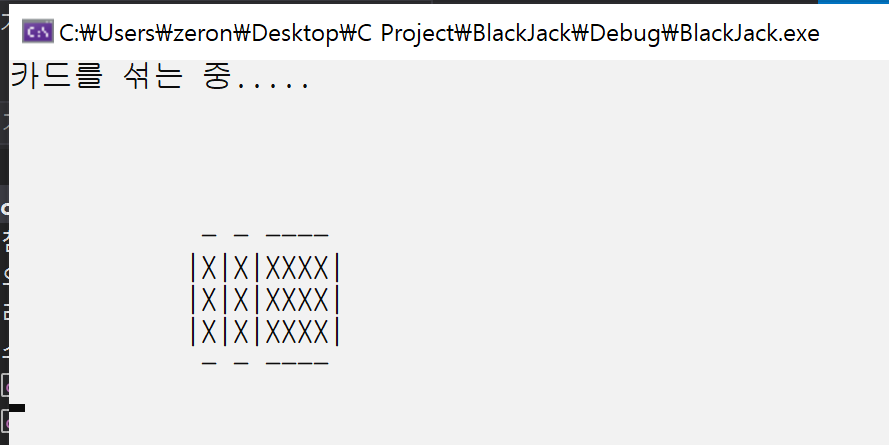 C:\Users\zeron\Desktop\C Project\BlackJack\Debug\BlackJack.exe
카드를 섞는 중.....
 _ _ ____
|X|X|XXXX|
|X|X|XXXX|
|X|X|XXXX|
 _ _ ____